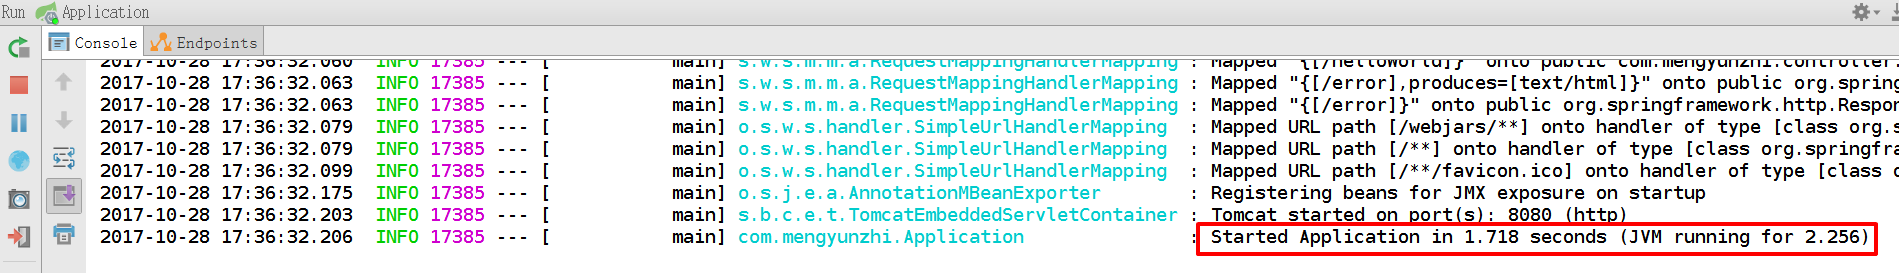 Run Application
Console Endpoints
2017-10-28 17:36:32.060 INFO 17385 --- [ main] s.w.s.m.m.a.RequestMappingHandlerMapping : Mapped "{[/helloWorld]}" onto public com.mengyunzhi.controller.
2017-10-28 17:36:32.063 INFO 17385 --- [ main] s.w.s.m.m.a.RequestMappingHandlerMapping : Mapped "{[/error],produces=[text/html]}" onto public org.spring
2017-10-28 17:36:32.063 INFO 17385 --- [ main] s.w.s.m.m.a.RequestMappingHandlerMapping : Mapped "{[/error]}" onto public org.springframework.http.Respon
2017-10-28 17:36:32.079 INFO 17385 --- [ main] o.s.w.s.handler.SimpleUrlHandlerMapping : Mapped URL path [/webjars/**] onto handler of type [class org.s
2017-10-28 17:36:32.079 INFO 17385 --- [ main] o.s.w.s.handler.SimpleUrlHandlerMapping : Mapped URL path [/**] onto handler of type [class org.springfra
2017-10-28 17:36:32.099 INFO 17385 --- [ main] o.s.w.s.handler.SimpleUrlHandlerMapping : Mapped URL path [/**/favicon.ico] onto handler of type [class o
2017-10-28 17:36:32.175 INFO 17385 --- [ main] o.s.j.e.a.AnnotationMBeanExporter : Registering beans for JMX exposure on startup
2017-10-28 17:36:32.203 INFO 17385 --- [ main] s.b.c.e.t.TomcatEmbeddedServletContainer : Tomcat started on port(s): 8080 (http)
2017-10-28 17:36:32.206 INFO 17385 --- [ main] com.mengyunzhi.Application : Started Application in 1.718 seconds (JVM running for 2.256)